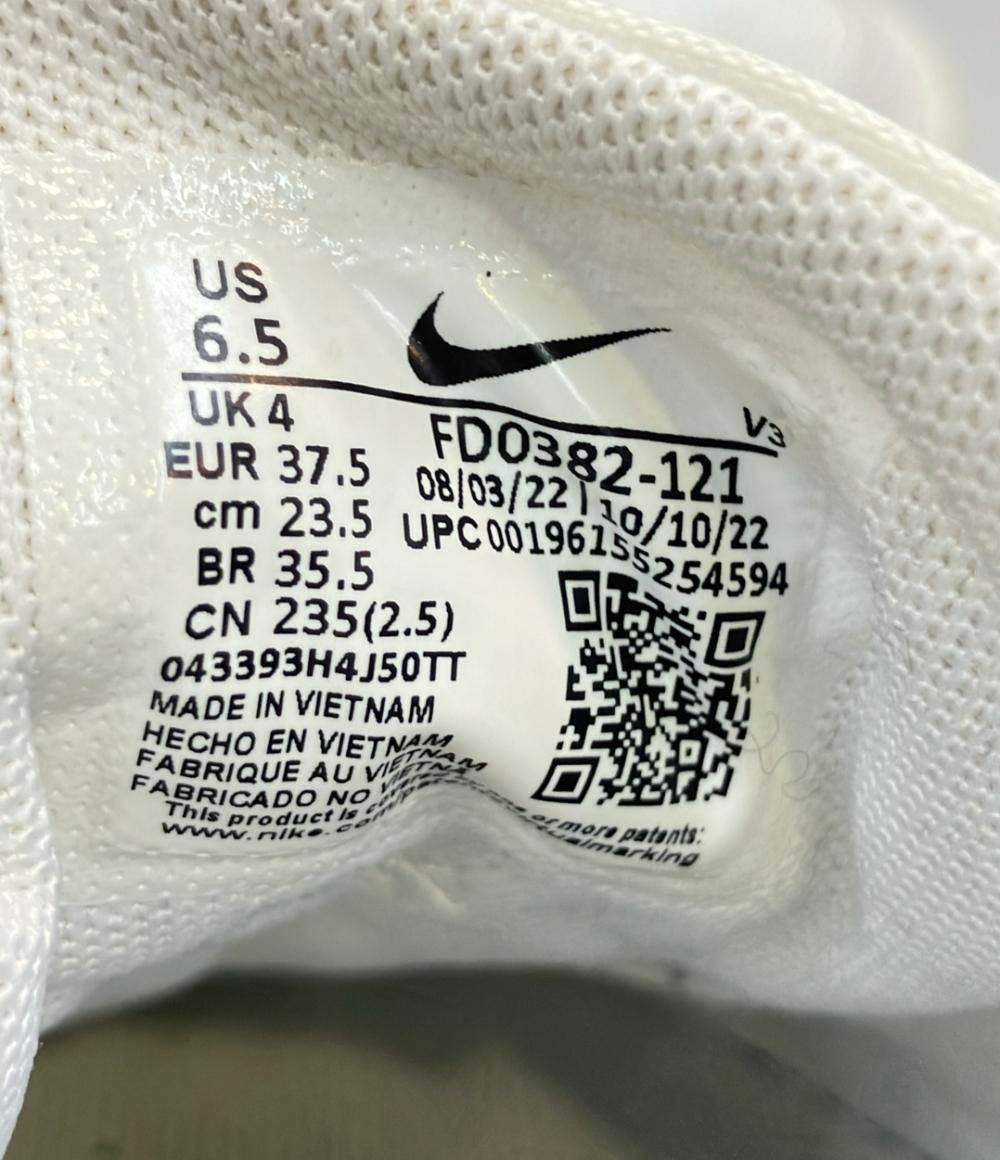 US
6.5
V3
UK 4
EUR 37.5
cm 23.5
BR 35.5
CN 235(2.5)
043393H4J50TT
MADE IN VIETNAM
HECHO EN VIETNAM
FABRIQUE AU VIETNAM
FABRICADO NO VIETNA
This product is
www.nike.com
FD0382-121
08/03/22 | 10/10/22
UPC00196155254594
or more patents: